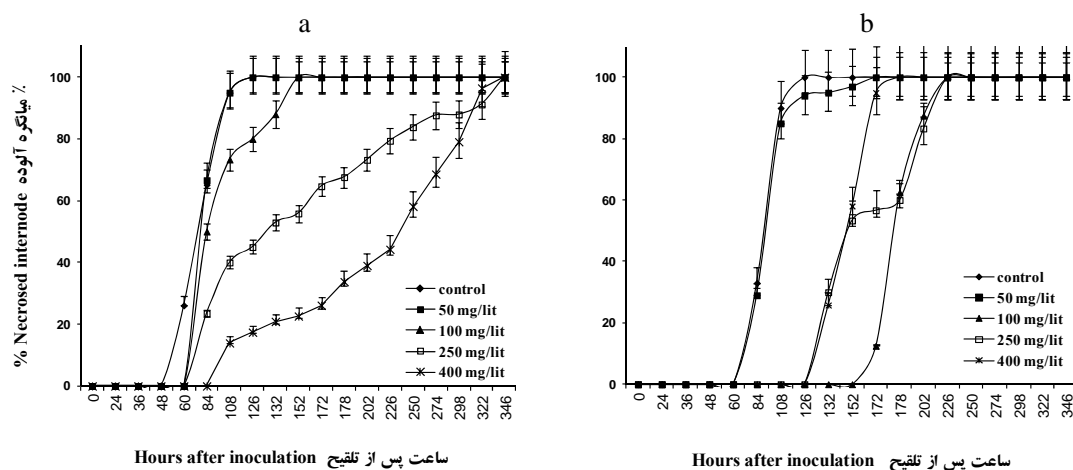 a
% Necrosed internode میانگره آلوده %
100
80
60
40
20
0
0 24 36 48 60 84 108 126 132 152 172 178 202 226 250 274 298 322 346
control
50 mg/lit
100 mg/lit
250 mg/lit
400 mg/lit
Hours after inoculation ساعت پس از تلقیح
b
100
80
60
40
20
0
0 24 36 48 60 84 108 126 132 152 172 178 202 226 250 274 298 322 346
control
50 mg/lit
100 mg/lit
250 mg/lit
400 mg/lit
Hours after inoculation ساعت پس از تلقیح